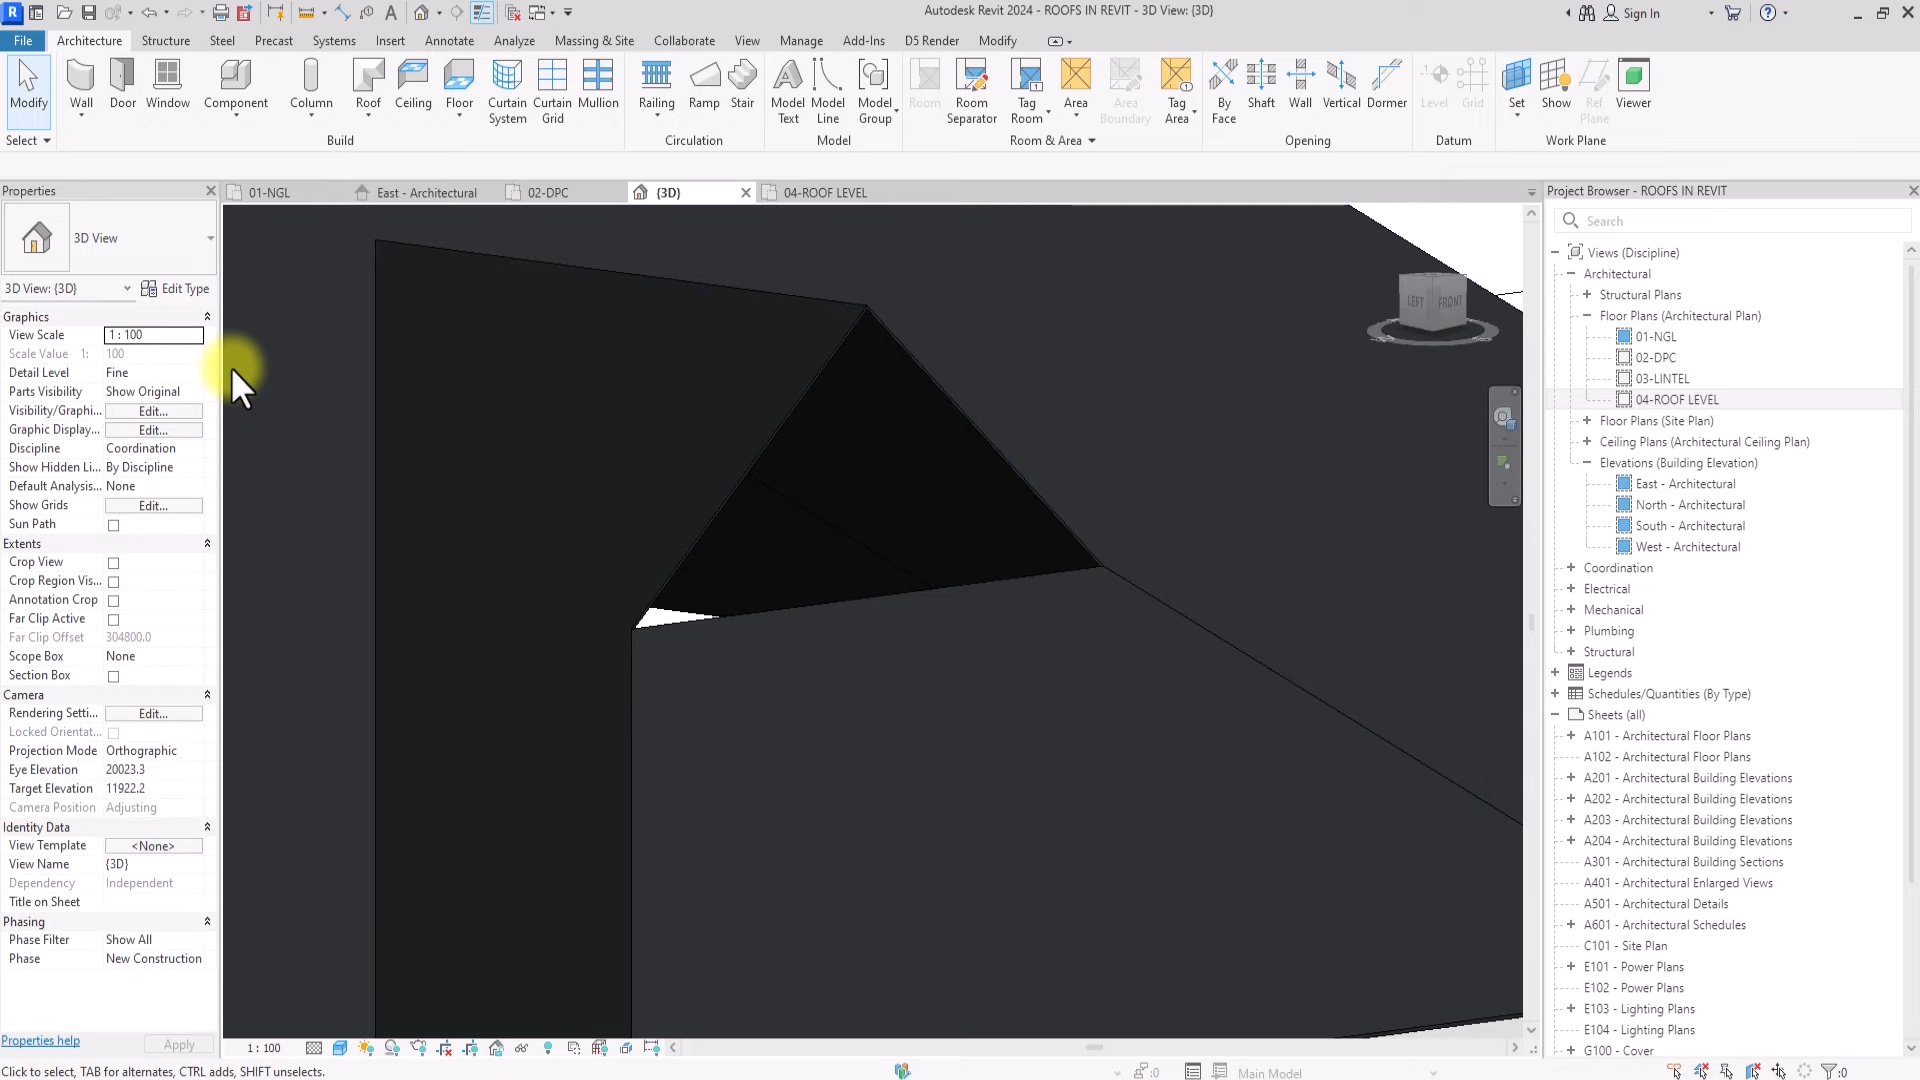 Autodesk Revit 2024 - ROOFS IN REVIT - 3D View: {3D}
Sign In
File Architecture Structure Steel Precast Systems Insert Annotate Analyze Massing & Site Collaborate View Manage Add-Ins D5 Render Modify
Modify Wall Door Window Component Column Roof Ceiling Floor Curtain System Curtain Grid Mullion Railing Ramp Stair Model Text Model Line Model Group Room Room Separator Tag Room Area Area Boundary Tag Area By Face Shaft Wall Vertical Dormer Level Grid Set Show Ref Plane Viewer
Select Build Circulation Model Room & Area Opening Datum Work Plane
Properties
01-NGL East - Architectural 02-DPC {3D} 04-ROOF LEVEL
3D View
3D View: {3D} Edit Type
Graphics
View Scale 1 : 100
Scale Value 1: 100
Detail Level Fine
Parts Visibility Show Original
Visibility/Graphi... Edit...
Graphic Display... Edit...
Discipline Coordination
Show Hidden Li... By Discipline
Default Analysis... None
Show Grids Edit...
Sun Path
Extents
Crop View
Crop Region Vis...
Annotation Crop
Far Clip Active
Far Clip Offset 304800.0
Scope Box None
Section Box
Camera
Rendering Setti... Edit...
Locked Orientat...
Projection Mode Orthographic
Eye Elevation 20023.3
Target Elevation 11922.2
Camera Position Adjusting
Identity Data
View Template <None>
View Name {3D}
Dependency Independent
Title on Sheet
Phasing
Phase Filter Show All
Phase New Construction
Properties help Apply
LEFT FRONT
Project Browser - ROOFS IN REVIT
Search
Views (Discipline)
Architectural
Structural Plans
Floor Plans (Architectural Plan)
01-NGL
02-DPC
03-LINTEL
04-ROOF LEVEL
Floor Plans (Site Plan)
Ceiling Plans (Architectural Ceiling Plan)
Elevations (Building Elevation)
East - Architectural
North - Architectural
South - Architectural
West - Architectural
Coordination
Electrical
Mechanical
Plumbing
Structural
Legends
Schedules/Quantities (By Type)
Sheets (all)
A101 - Architectural Floor Plans
A102 - Architectural Floor Plans
A201 - Architectural Building Elevations
A202 - Architectural Building Elevations
A203 - Architectural Building Elevations
A204 - Architectural Building Elevations
A301 - Architectural Building Sections
A401 - Architectural Enlarged Views
A501 - Architectural Details
A601 - Architectural Schedules
C101 - Site Plan
E101 - Power Plans
E102 - Power Plans
E103 - Lighting Plans
E104 - Lighting Plans
G100 - Cover
1 : 100
Click to select, TAB for alternates, CTRL adds, SHIFT unselects.
:0 Main Model :0